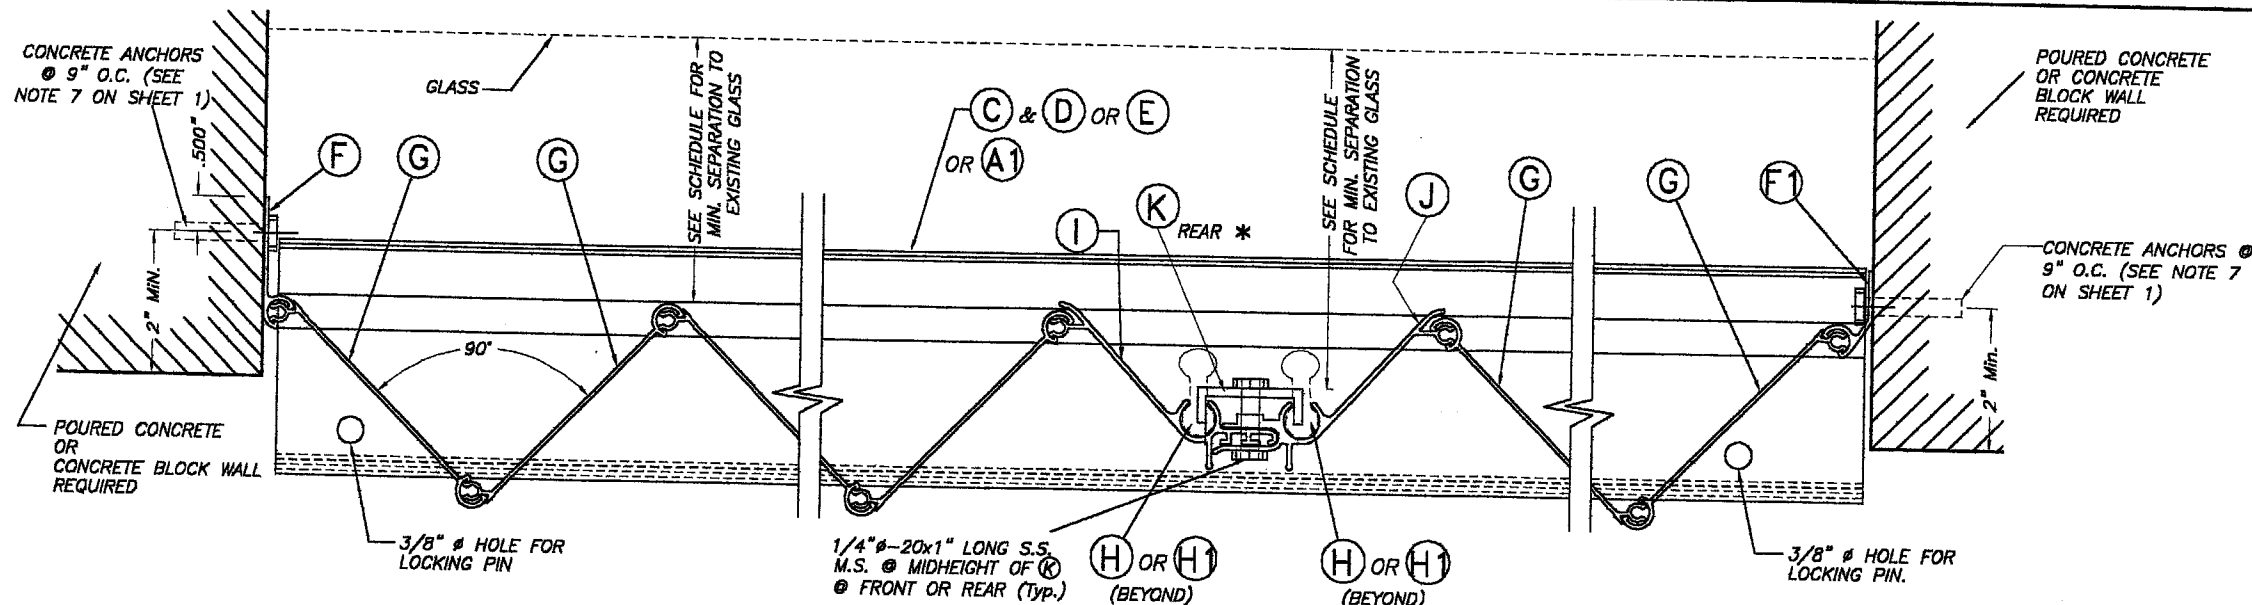 CONCRETE ANCHORS
@ 9" O.C. (SEE
NOTE 7 ON SHEET 1)
GLASS
.500"
F
G
G
SEE SCHEDULE FOR
MIN. SEPARATION TO
EXISTING GLASS
C & D OR E
OR A1
I
K REAR *
SEE SCHEDULE
FOR MIN. SEPARATION
TO EXISTING GLASS
J
G
G
F1
POURED CONCRETE
OR CONCRETE
BLOCK WALL
REQUIRED
CONCRETE ANCHORS @
9" O.C. (SEE NOTE 7
ON SHEET 1)
2" MIN.
90°
2" Min.
POURED CONCRETE
OR
CONCRETE BLOCK WALL
REQUIRED
3/8" ø HOLE FOR
LOCKING PIN
1/4"ø-20x1" LONG S.S.
M.S. @ MIDHEIGHT OF K
@ FRONT OR REAR (Typ.)
H OR H1
(BEYOND)
H OR H1
(BEYOND)
3/8" ø HOLE FOR
LOCKING PIN.